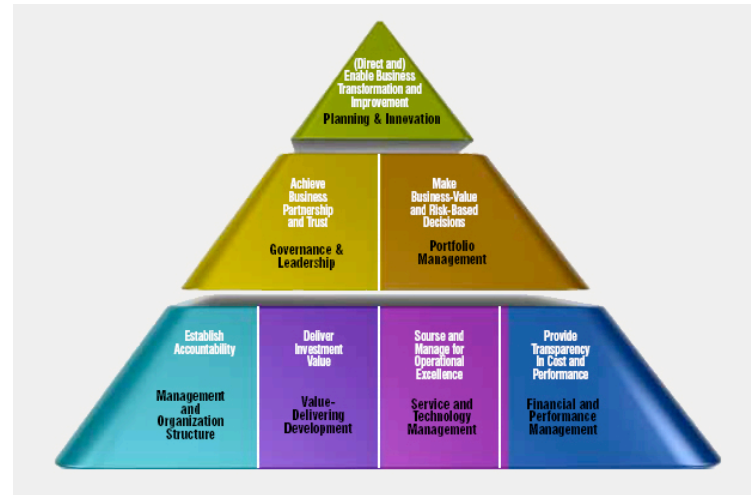 (Direct and)
Enable Business
Transformation and
Improvement
Planning & Innovation
Achieve
Business
Partnership
and Trust
Governance &
Leadership
Make
Business-Value
and Risk-Based
Decisions
Portfolio
Management
Establish
Accountability
Management
and
Organization
Structure
Deliver
Investment
Value
Value-
Delivering
Development
Sourse and
Manage for
Operational
Excellence
Service and
Technology
Management
Provide
Transparency
In Cost and
Performance
Financial and
Performance
Management